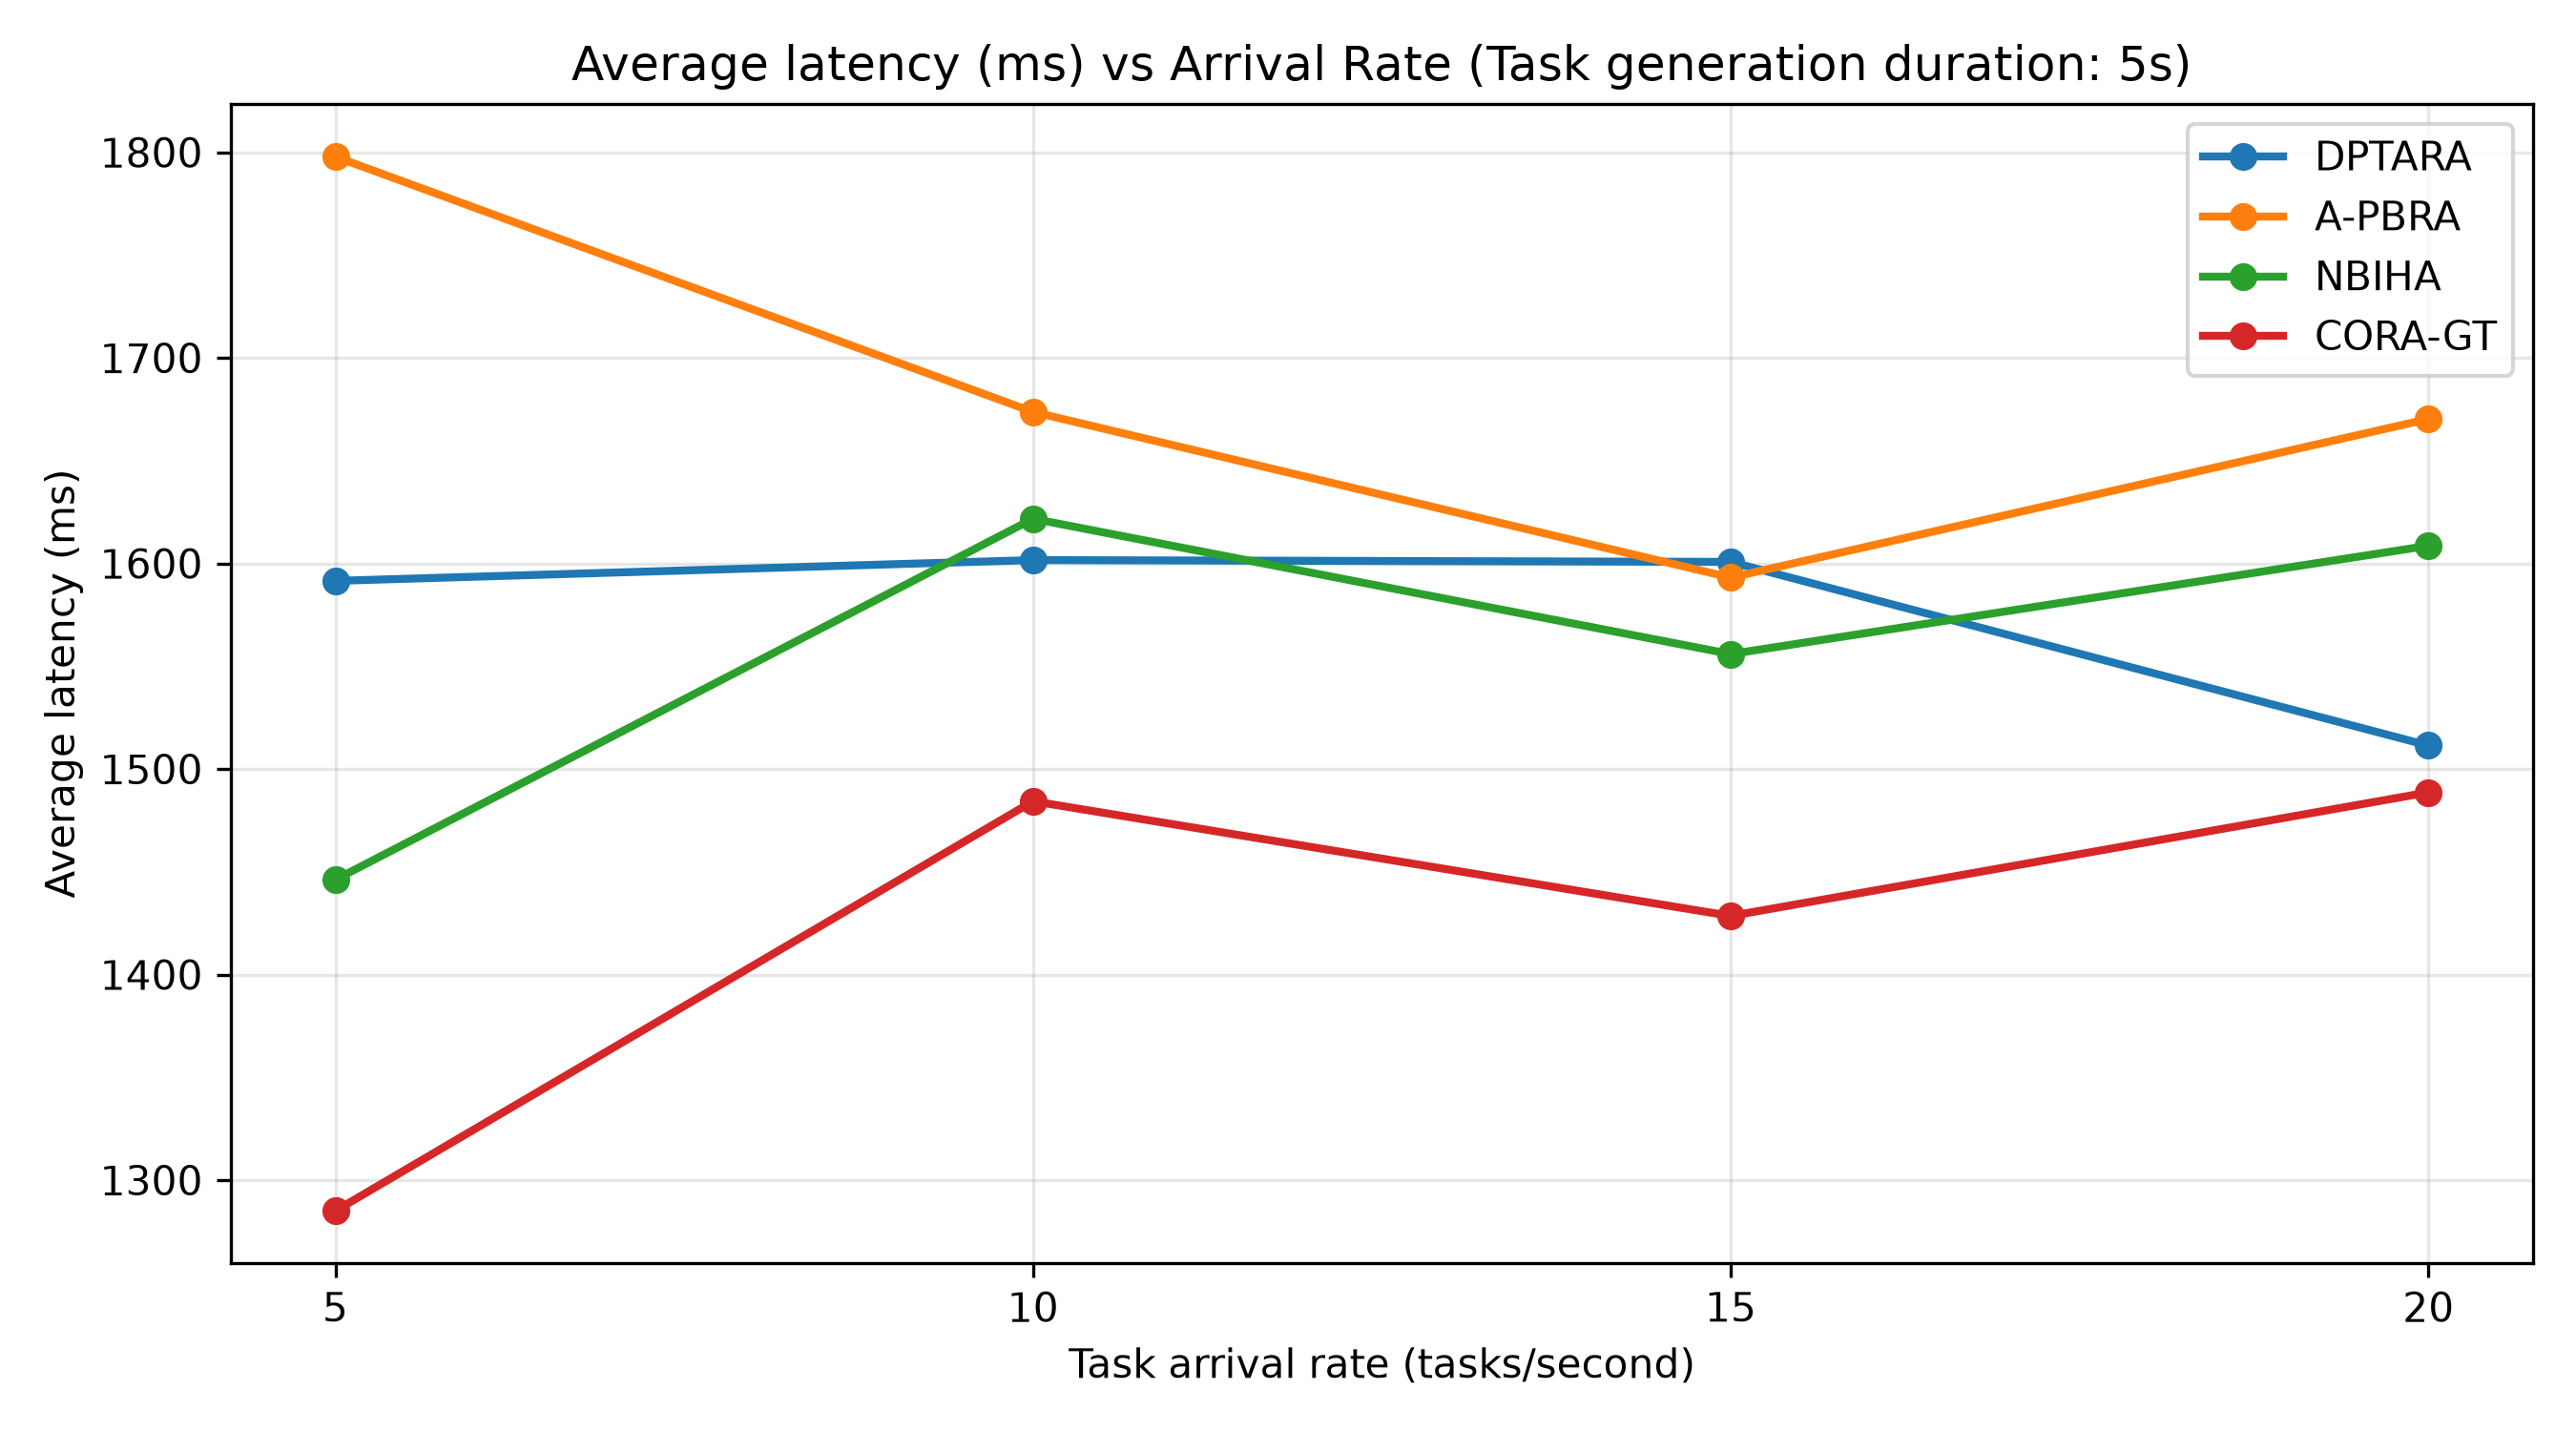 Average latency (ms) vs Arrival Rate (Task generation duration: 5s)
1800
1700
1600
1500
1400
1300
Average latency (ms)
DPTARA
A-PBRA
NBIHA
CORA-GT
5
10
15
20
Task arrival rate (tasks/second)